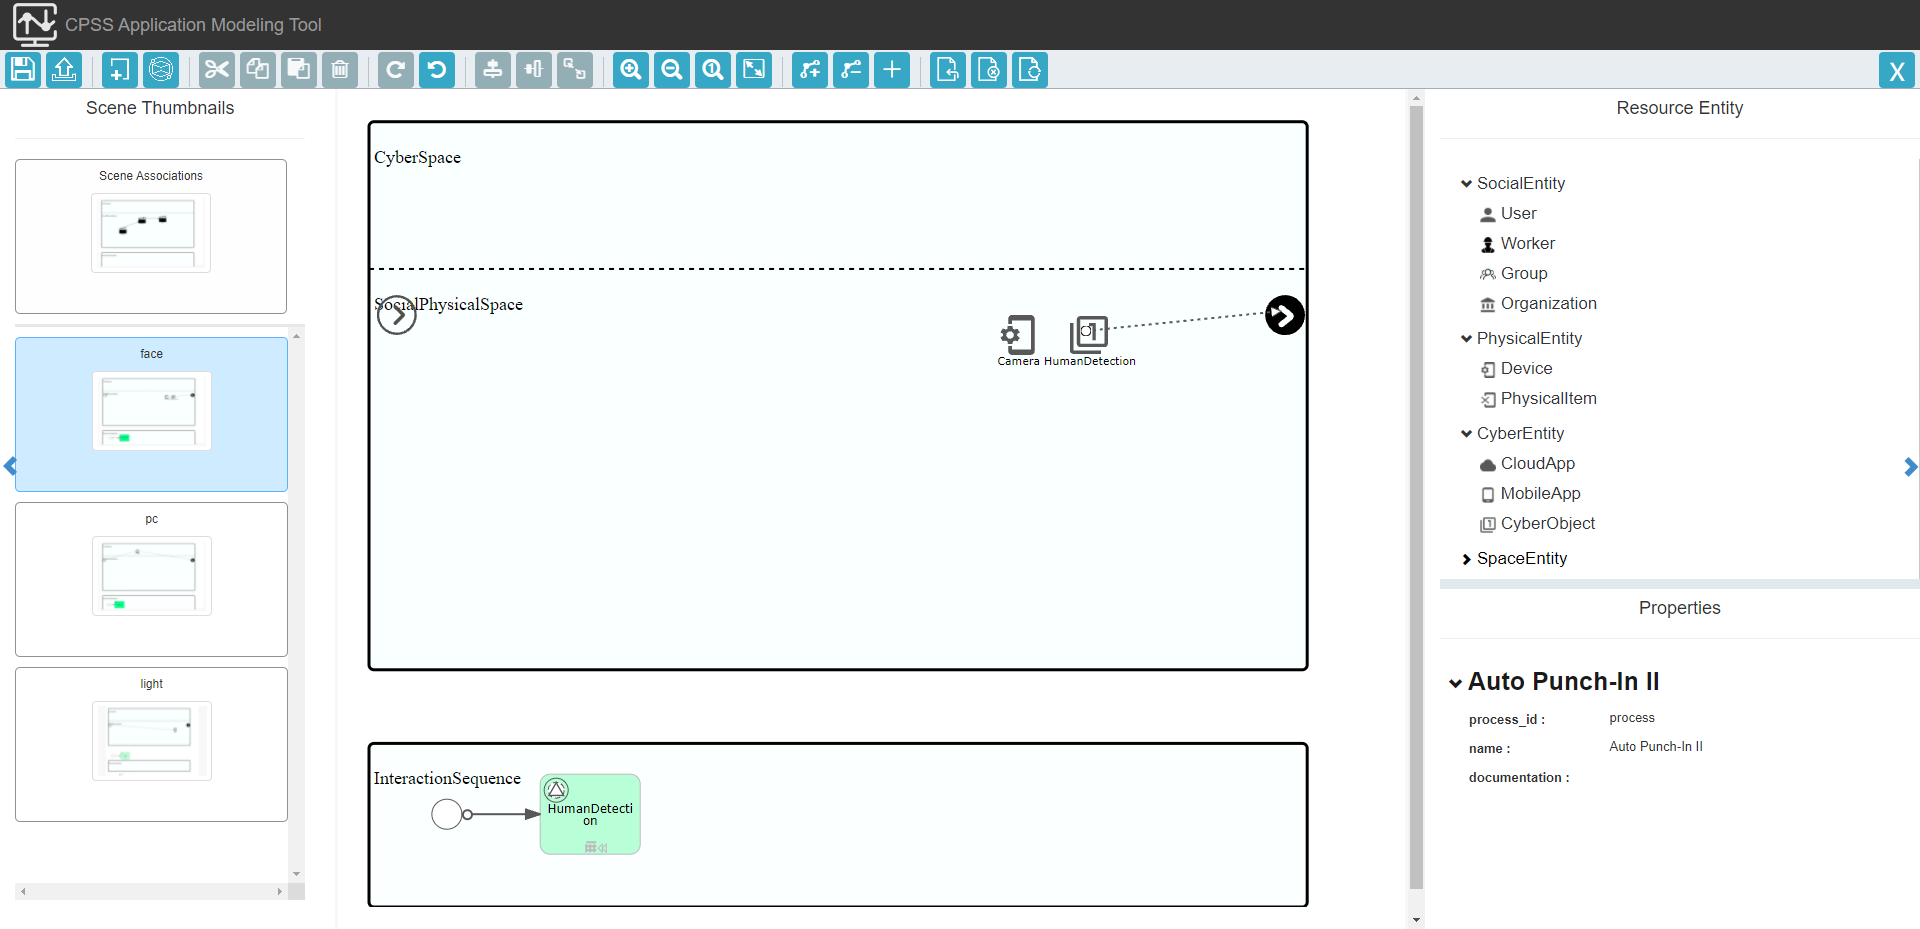 CPSS Application Modeling Tool
X
Scene Thumbnails
Scene Associations
face
pc
light
CyberSpace
SocialPhysicalSpace
Camera
HumanDetection
InteractionSequence
HumanDetecti
on
Resource Entity
SocialEntity
User
Worker
Group
Organization
PhysicalEntity
Device
PhysicalItem
CyberEntity
CloudApp
MobileApp
CyberObject
SpaceEntity
Properties
Auto Punch-In II
process_id : process
name : Auto Punch-In II
documentation :